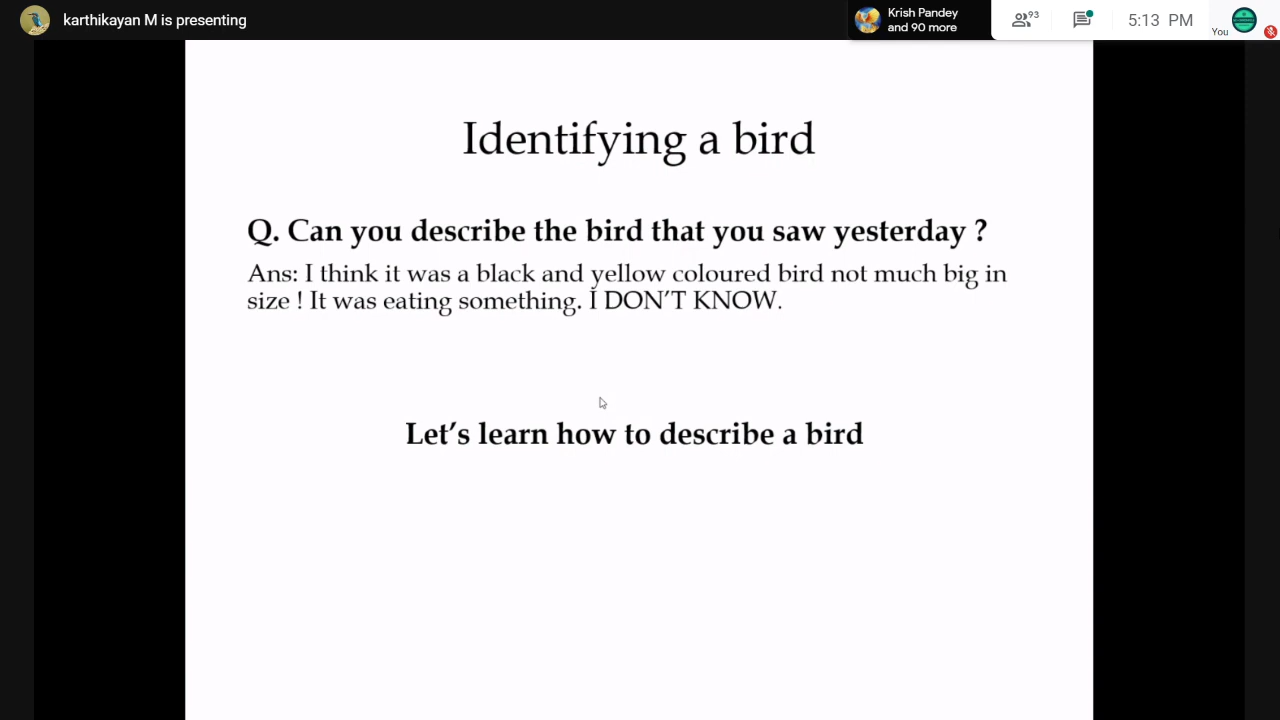 karthikayan M is presenting
Krish Pandey
and 90 more
93
5:13 PM
You
Identifying a bird
Q. Can you describe the bird that you saw yesterday ?
Ans: I think it was a black and yellow coloured bird not much big in
size ! It was eating something. I DON'T KNOW.
Let's learn how to describe a bird